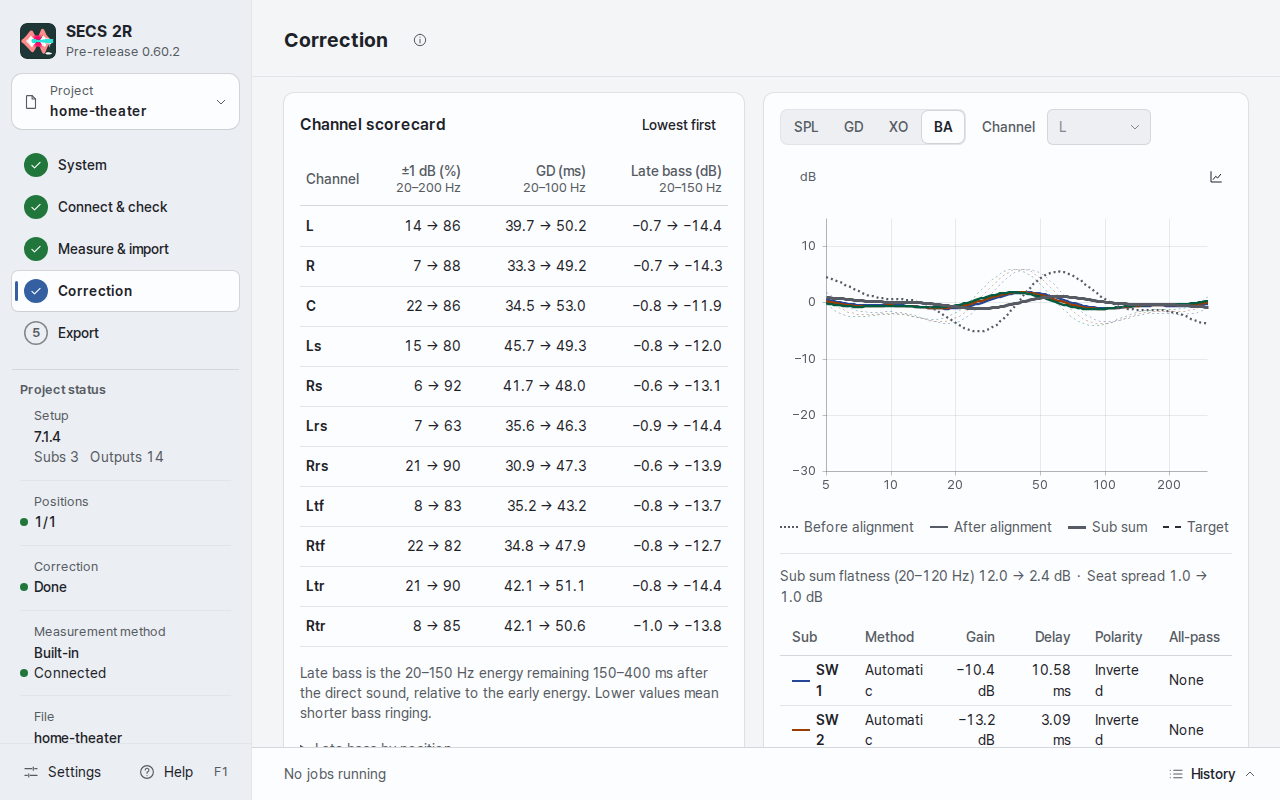 SECS 2R
Pre-release 0.60.2
Project
home-theater
System
Connect & check
Measure & import
Correction
5 Export
Project status
Setup
7.1.4
Subs 3 Outputs 14
Positions
1/1
Correction
Done
Measurement method
Built-in
Connected
File
home-theater
Settings Help F1
Correction
Channel scorecard Lowest first
Channel ±1 dB (%) GD (ms) Late bass (dB)
20–200 Hz 20–100 Hz 20–150 Hz
L 14 → 86 39.7 → 50.2 −0.7 → −14.4
R 7 → 88 33.3 → 49.2 −0.7 → −14.3
C 22 → 86 34.5 → 53.0 −0.8 → −11.9
Ls 15 → 80 45.7 → 49.3 −0.8 → −12.0
Rs 6 → 92 41.7 → 48.0 −0.6 → −13.1
Lrs 7 → 63 35.6 → 46.3 −0.9 → −14.4
Rrs 21 → 90 30.9 → 47.3 −0.6 → −13.9
Ltf 8 → 83 35.2 → 43.2 −0.8 → −13.7
Rtf 22 → 82 34.8 → 47.9 −0.8 → −12.7
Ltr 21 → 90 42.1 → 51.1 −0.8 → −14.4
Rtr 8 → 85 42.1 → 50.6 −1.0 → −13.8
Late bass is the 20–150 Hz energy remaining 150–400 ms after
the direct sound, relative to the early energy. Lower values mean
shorter bass ringing.
Late bass by position
SPL GD XO BA Channel L
dB
10
0
−10
−20
−30
5 10 20 50 100 200
Before alignment After alignment Sub sum Target
Sub sum flatness (20–120 Hz) 12.0 → 2.4 dB · Seat spread 1.0 →
1.0 dB
Sub Method Gain Delay Polarity All-pass
SW Automati −10.4 10.58 Inverte None
1 c dB ms d
SW Automati −13.2 3.09 Inverte None
2 c dB ms d
No jobs running
History